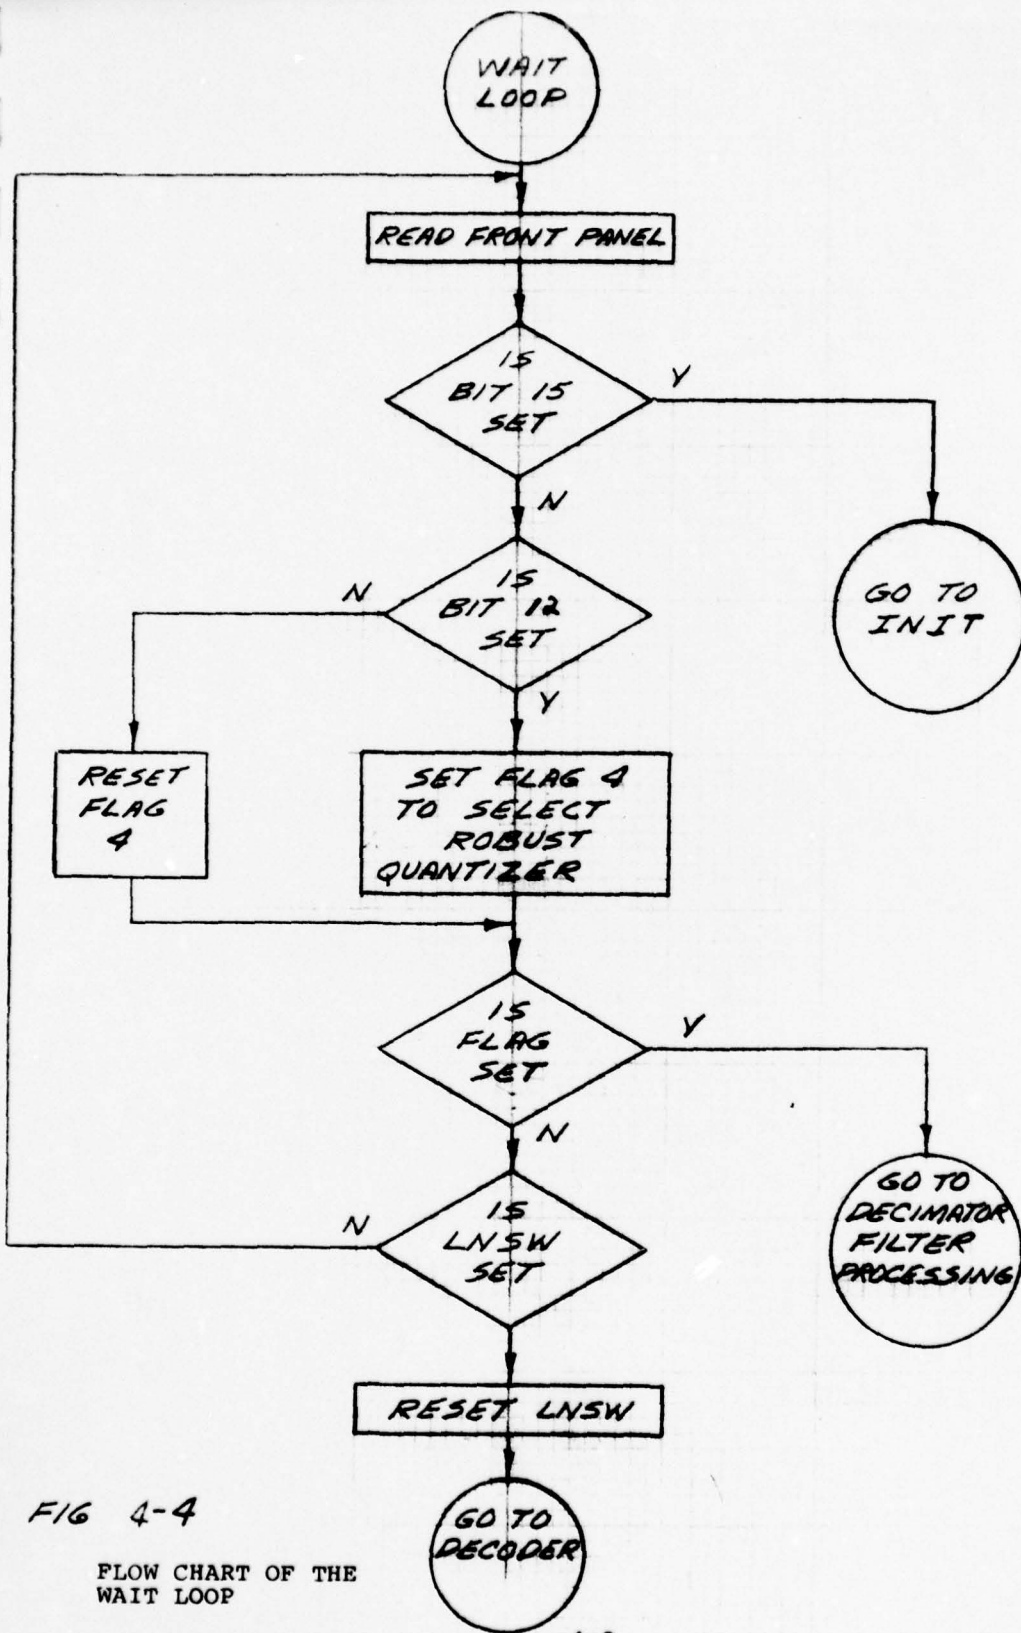 WAIT
LOOP
READ FRONT PANEL
IS
BIT 15
SET
Y
N
GO TO
INIT
IS
BIT 12
SET
N
Y
RESET
FLAG
4
SET FLAG 4
TO SELECT
ROBUST
QUANTIZER
IS
FLAG
SET
Y
N
GO TO
DECIMATOR
FILTER
PROCESSING
IS
LNSW
SET
N
RESET LNSW
GO TO
DECODER
FIG 4-4
FLOW CHART OF THE
WAIT LOOP